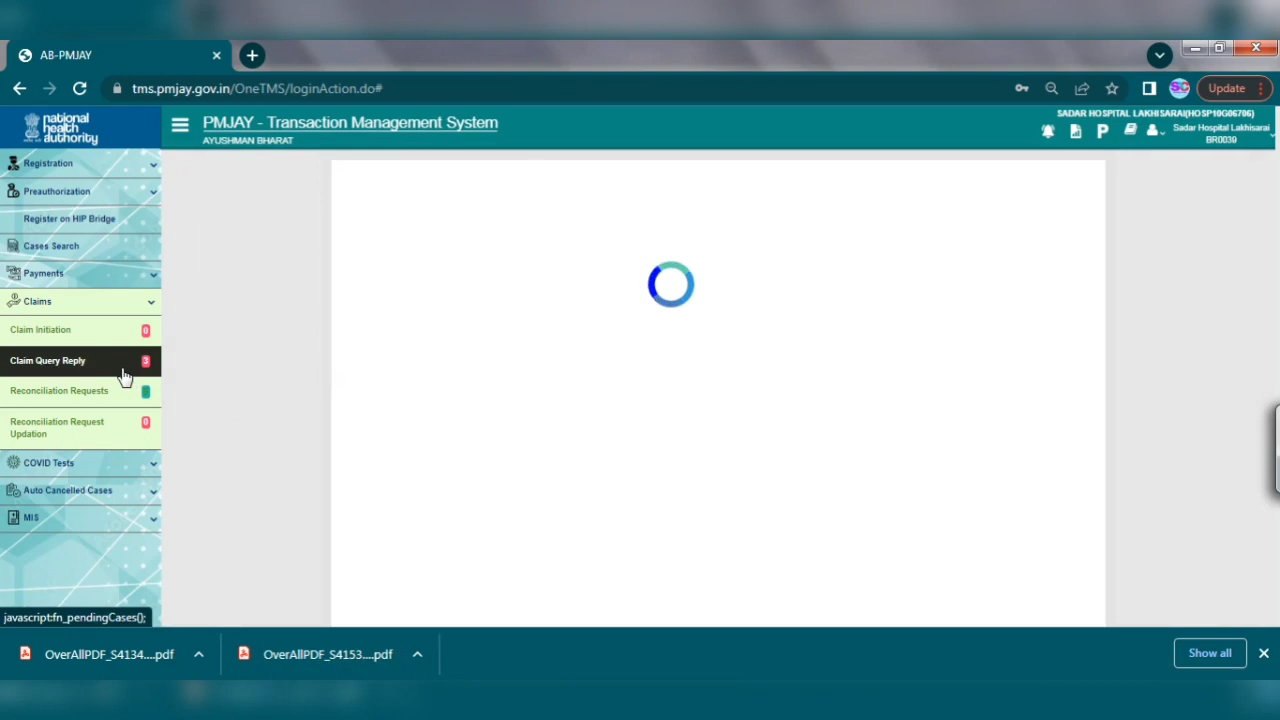 AB-PMJAY
tms.pmjay.gov.in/OneTMS/loginAction.do#
Update
national
health
authority
PMJAY - Transaction Management System
AYUSHMAN BHARAT
SADAR HOSPITAL LAKHISARAI(HOSP10G06706)
Sadar Hospital Lakhisarai
BR0039
Registration
Preauthorization
Register on HIP Bridge
Cases Search
Payments
Claims
Claim Initiation 0
Claim Query Reply 3
Reconciliation Requests
Reconciliation Request 0
Updation
COVID Tests
Auto Cancelled Cases
MIS
javascript:fn_pendingCases();
OverAllPDF_S4134....pdf
OverAllPDF_S4153....pdf
Show all